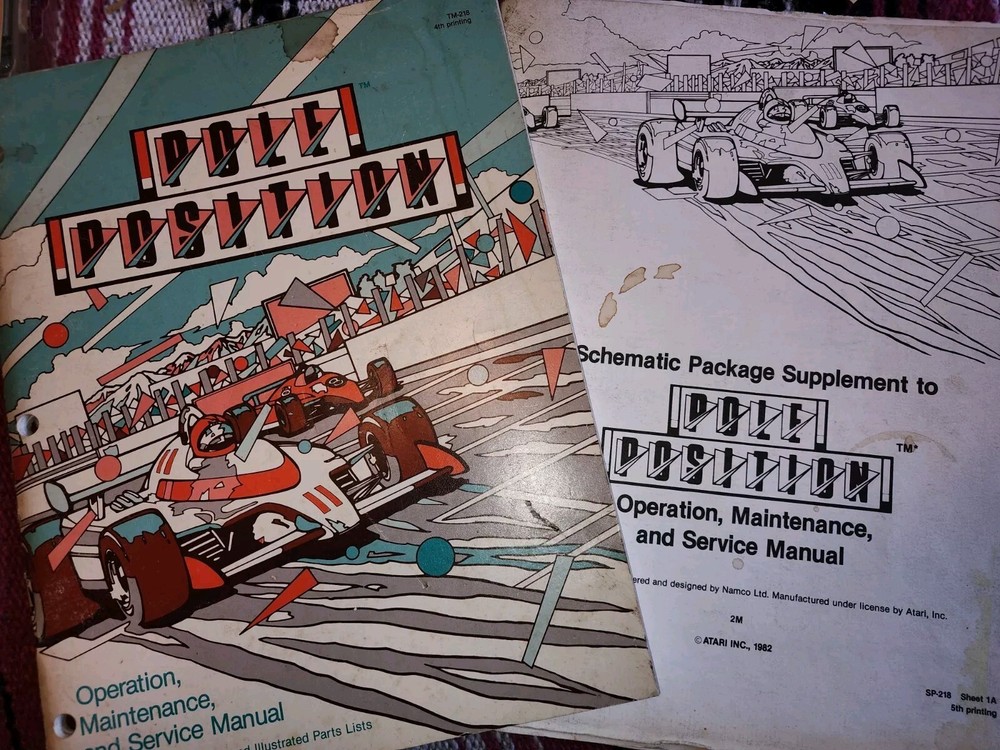 TM-218
4th printing
POLE TM
POSITION
Operation,
Maintenance,
and Service Manual
Illustrated Parts Lists
Schematic Package Supplement to
POLE
POSITION TM*
Operation, Maintenance,
and Service Manual
and designed by Namco Ltd. Manufactured under license by Atari, Inc.
2M
© ATARI INC., 1982
SP-218 Sheet 1A
5th printing